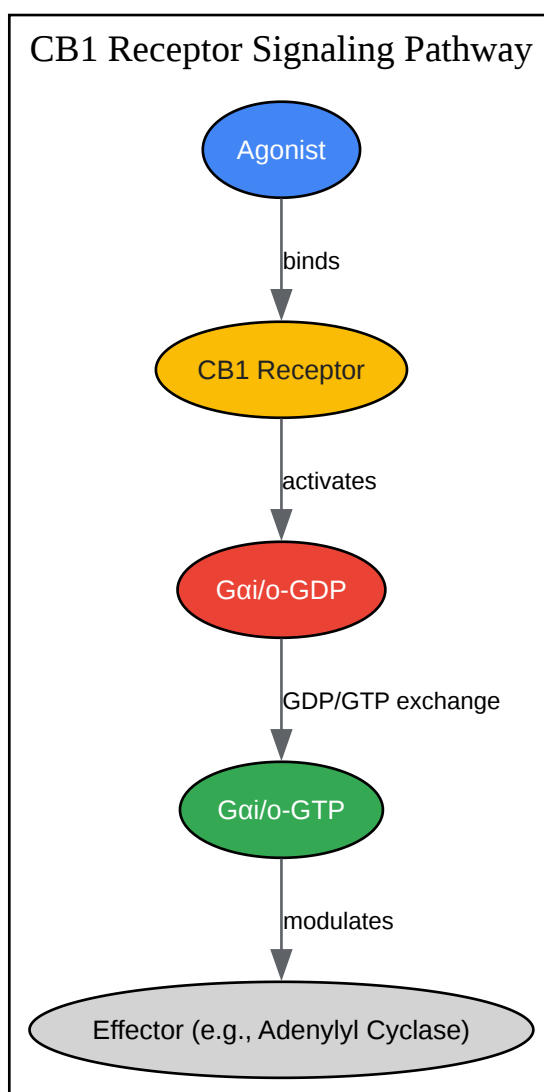 CB1 Receptor Signaling Pathway
Agonist
binds
CB1 Receptor
activates
Gαi/o-GDP
GDP/GTP exchange
Gαi/o-GTP
modulates
Effector (e.g., Adenylyl Cyclase)